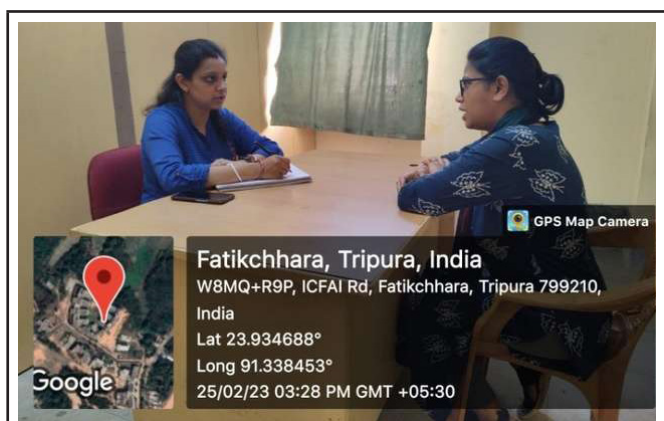 GPS Map Camera
Fatikchhara, Tripura, India
W8MQ+R9P, ICFAI Rd, Fatikchhara, Tripura 799210,
India
Lat 23.934688°
Long 91.338453°
25/02/23 03:28 PM GMT +05:30
Google